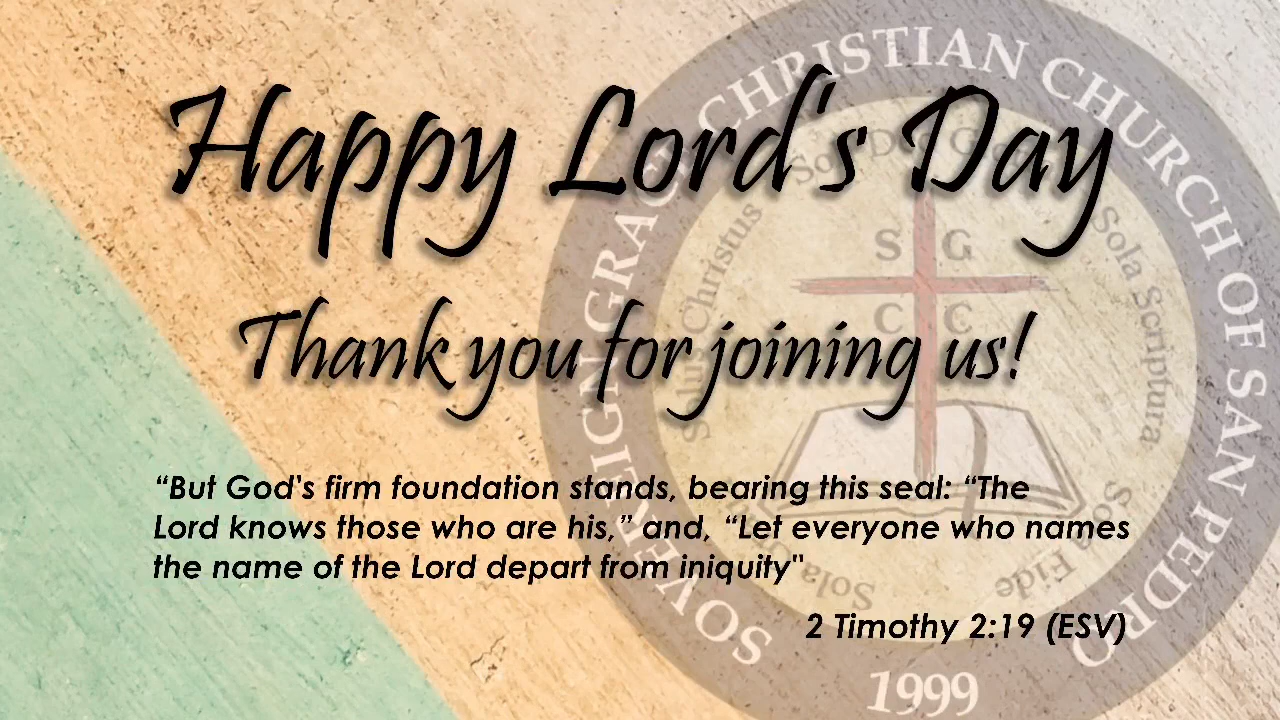 Happy Lord's Day
Thank you for joining us!
“But God's firm foundation stands, bearing this seal: “The
Lord knows those who are his,” and, “Let everyone who names
the name of the Lord depart from iniquity"
2 Timothy 2:19 (ESV)
SOVEREIGN GRACE CHRISTIAN CHURCH OF SAN PEDRO
1999
Solus Christus
Sola Scriptura
Sola Fide
Sola
S G
C C